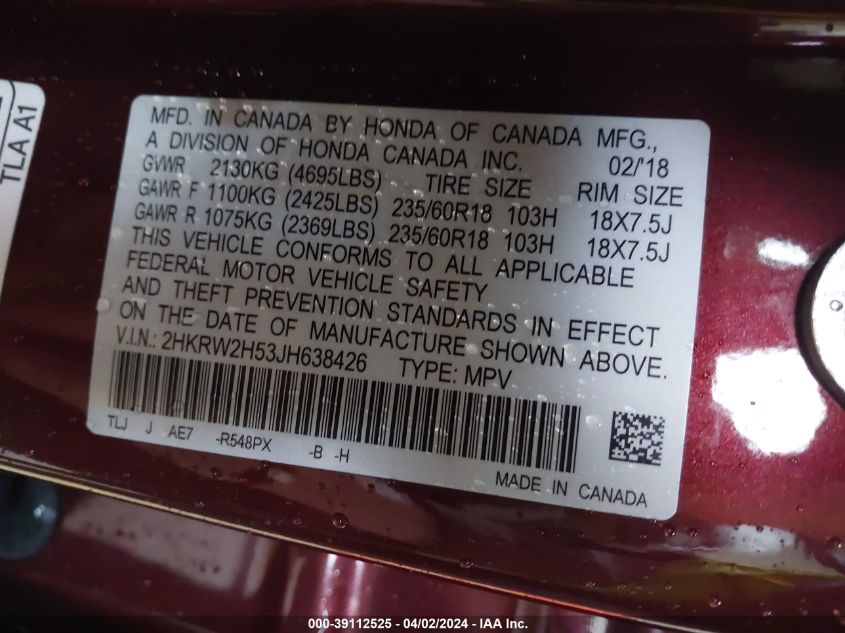 TLA A1
MFD. IN CANADA BY HONDA OF CANADA MFG.,
A DIVISION OF HONDA CANADA INC. 02/'18
GVWR 2130KG (4695LBS) TIRE SIZE RIM SIZE
GAWR F 1100KG (2425LBS) 235/60R18 103H 18X7.5J
GAWR R 1075KG (2369LBS) 235/60R18 103H 18X7.5J
THIS VEHICLE CONFORMS TO ALL APPLICABLE
FEDERAL MOTOR VEHICLE SAFETY
AND THEFT PREVENTION STANDARDS IN EFFECT
ON THE DATE OF MANUFACTURE SHOWN ABOVE.
V.I.N.: 2HKRW2H53JH638426 TYPE: MPV
TLJ J AE7 -R548PX -B -H
MADE IN CANADA
000-39112525 - 04/02/2024 - IAA Inc.